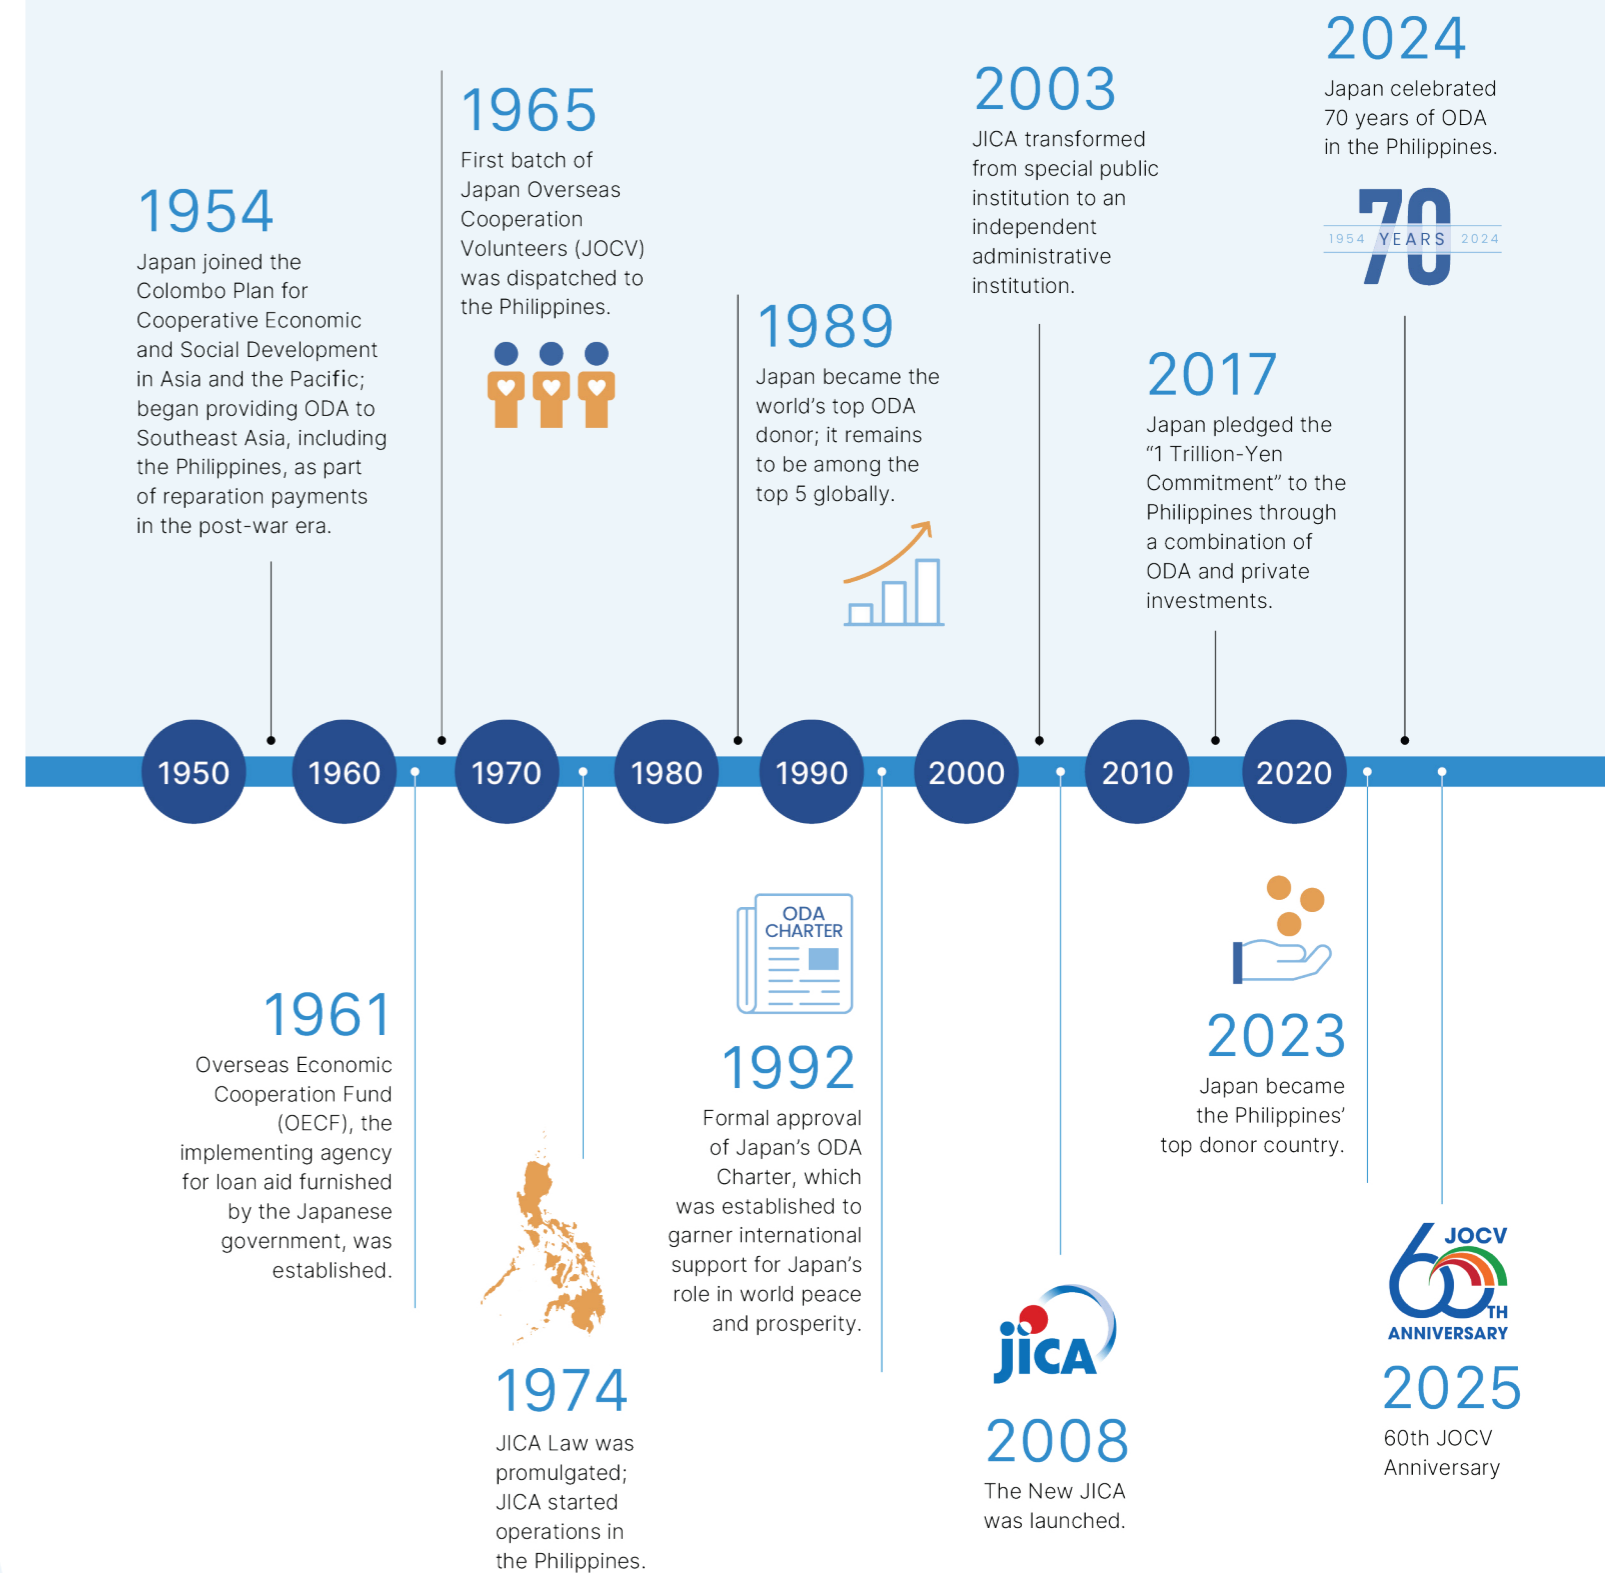 1954
Japan joined the
Colombo Plan for
Cooperative Economic
and Social Development
in Asia and the Pacific;
began providing ODA to
Southeast Asia, including
the Philippines, as part
of reparation payments
in the post-war era.
1965
First batch of
Japan Overseas
Cooperation
Volunteers (JOCV)
was dispatched to
the Philippines.
1989
Japan became the
world’s top ODA
donor; it remains
to be among the
top 5 globally.
2003
JICA transformed
from special public
institution to an
independent
administrative
institution.
2017
Japan pledged the
“1 Trillion-Yen
Commitment” to the
Philippines through
a combination of
ODA and private
investments.
2024
Japan celebrated
70 years of ODA
in the Philippines.
70
1954 YEARS 2024
1950 1960 1970 1980 1990 2000 2010 2020
1961
Overseas Economic
Cooperation Fund
(OECF), the
implementing agency
for loan aid furnished
by the Japanese
government, was
established.
1974
JICA Law was
promulgated;
JICA started
operations in
the Philippines.
ODA
CHARTER
1992
Formal approval
of Japan’s ODA
Charter, which
was established to
garner international
support for Japan’s
role in world peace
and prosperity.
jICA
2008
The New JICA
was launched.
2023
Japan became
the Philippines’
top donor country.
JOCV
60TH
ANNIVERSARY
2025
60th JOCV
Anniversary